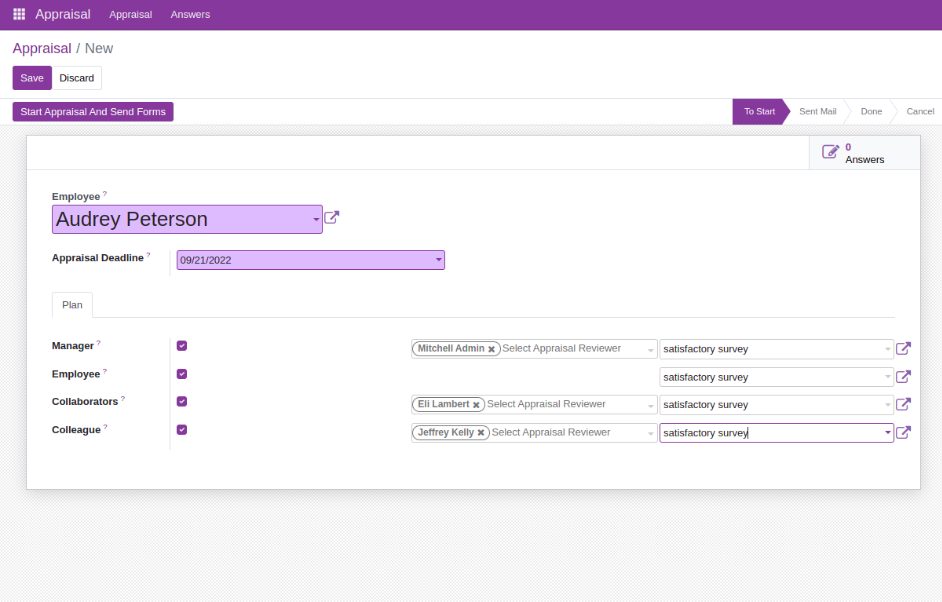 Appraisal Appraisal Answers
Appraisal / New
Save Discard
Start Appraisal And Send Forms To Start Sent Mail Done Cancel
0
Answers
Employee ?
Audrey Peterson
Appraisal Deadline ? 09/21/2022
Plan
Manager ? Mitchell Admin × Select Appraisal Reviewer satisfactory survey
Employee ? satisfactory survey
Collaborators ? Eli Lambert × Select Appraisal Reviewer satisfactory survey
Colleague ? Jeffrey Kelly × Select Appraisal Reviewer satisfactory survey